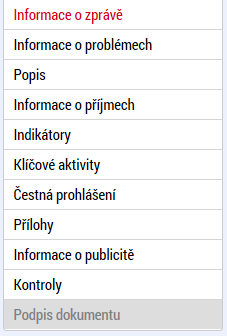 Informace o zprávě
Informace o problémech
Popis
Informace o příjmech
Indikátory
Klíčové aktivity
Čestná prohlášení
Přílohy
Informace o publicitě
Kontroly
Podpis dokumentu